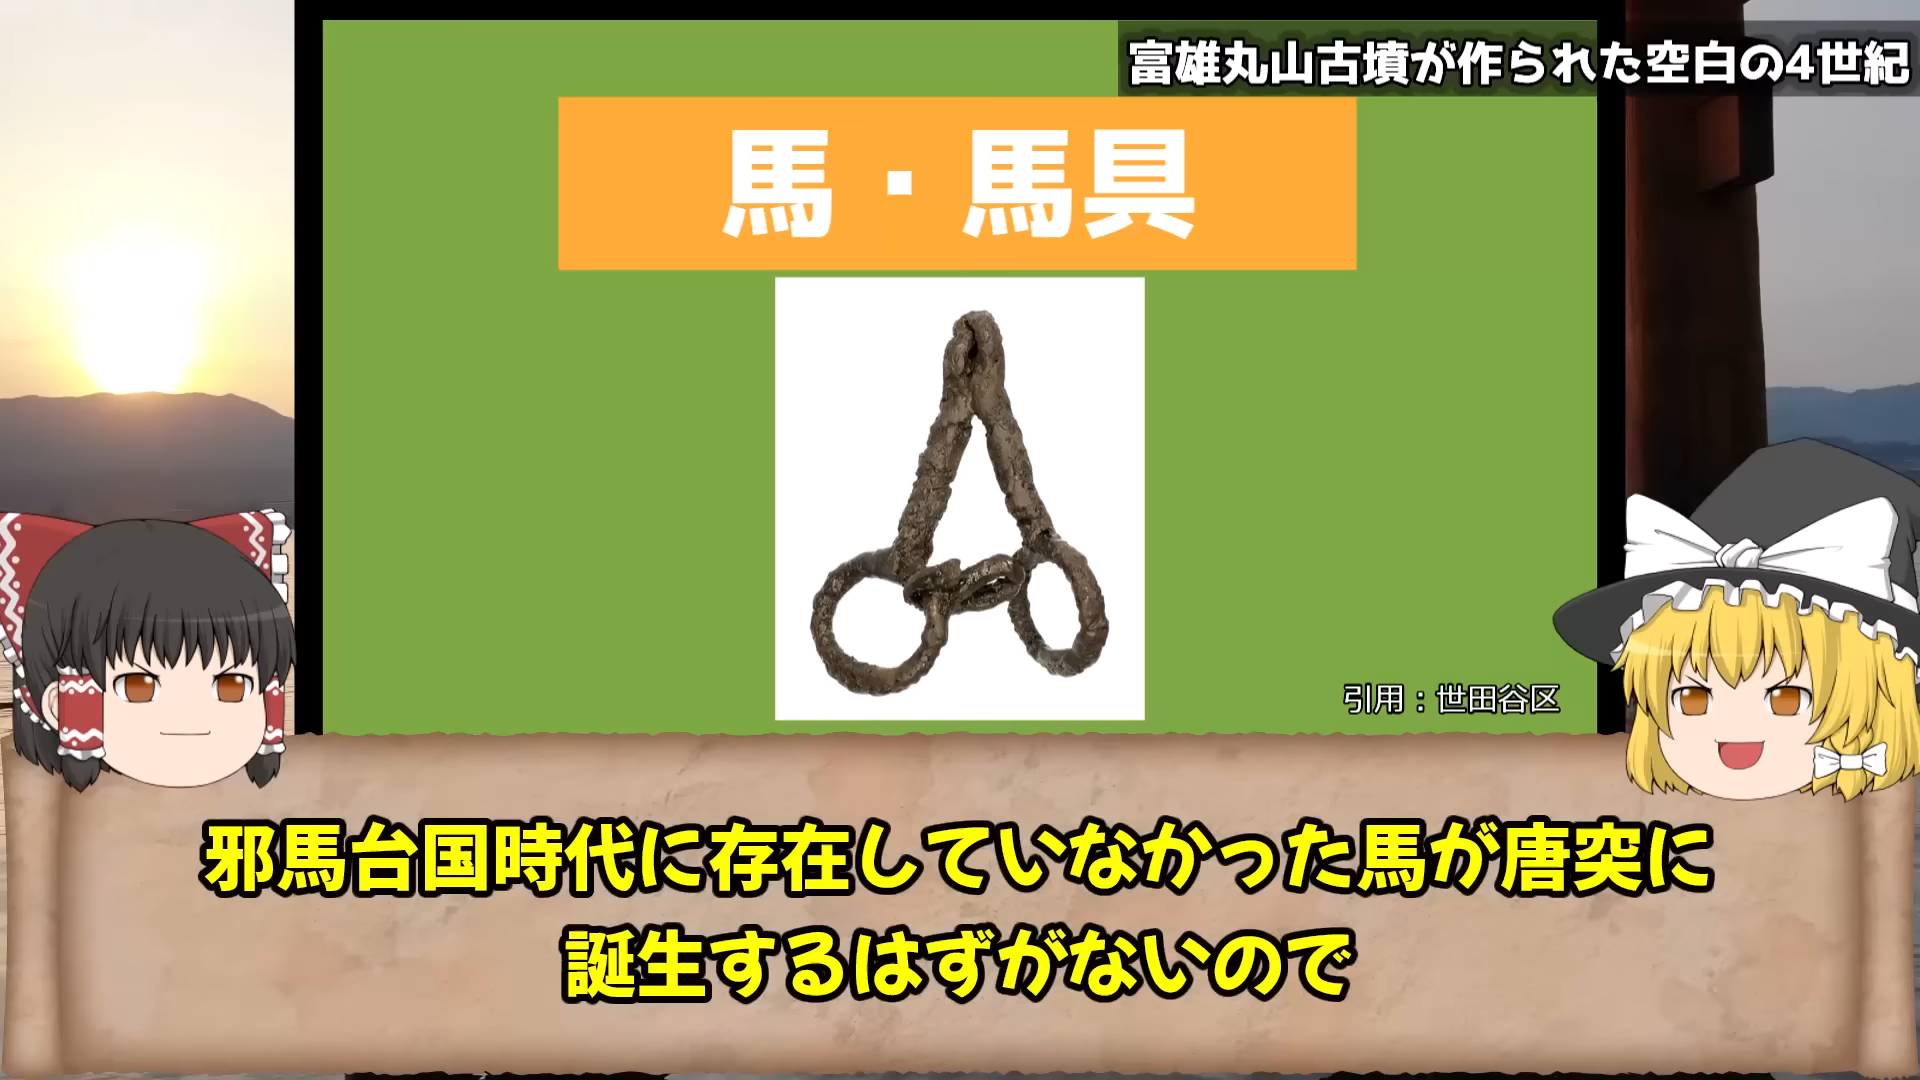 富雄丸山古墳が作られた空白の4世紀
馬・馬具
引用：世田谷区
邪馬台国時代に存在していなかった馬が唐突に
誕生するはずがないので